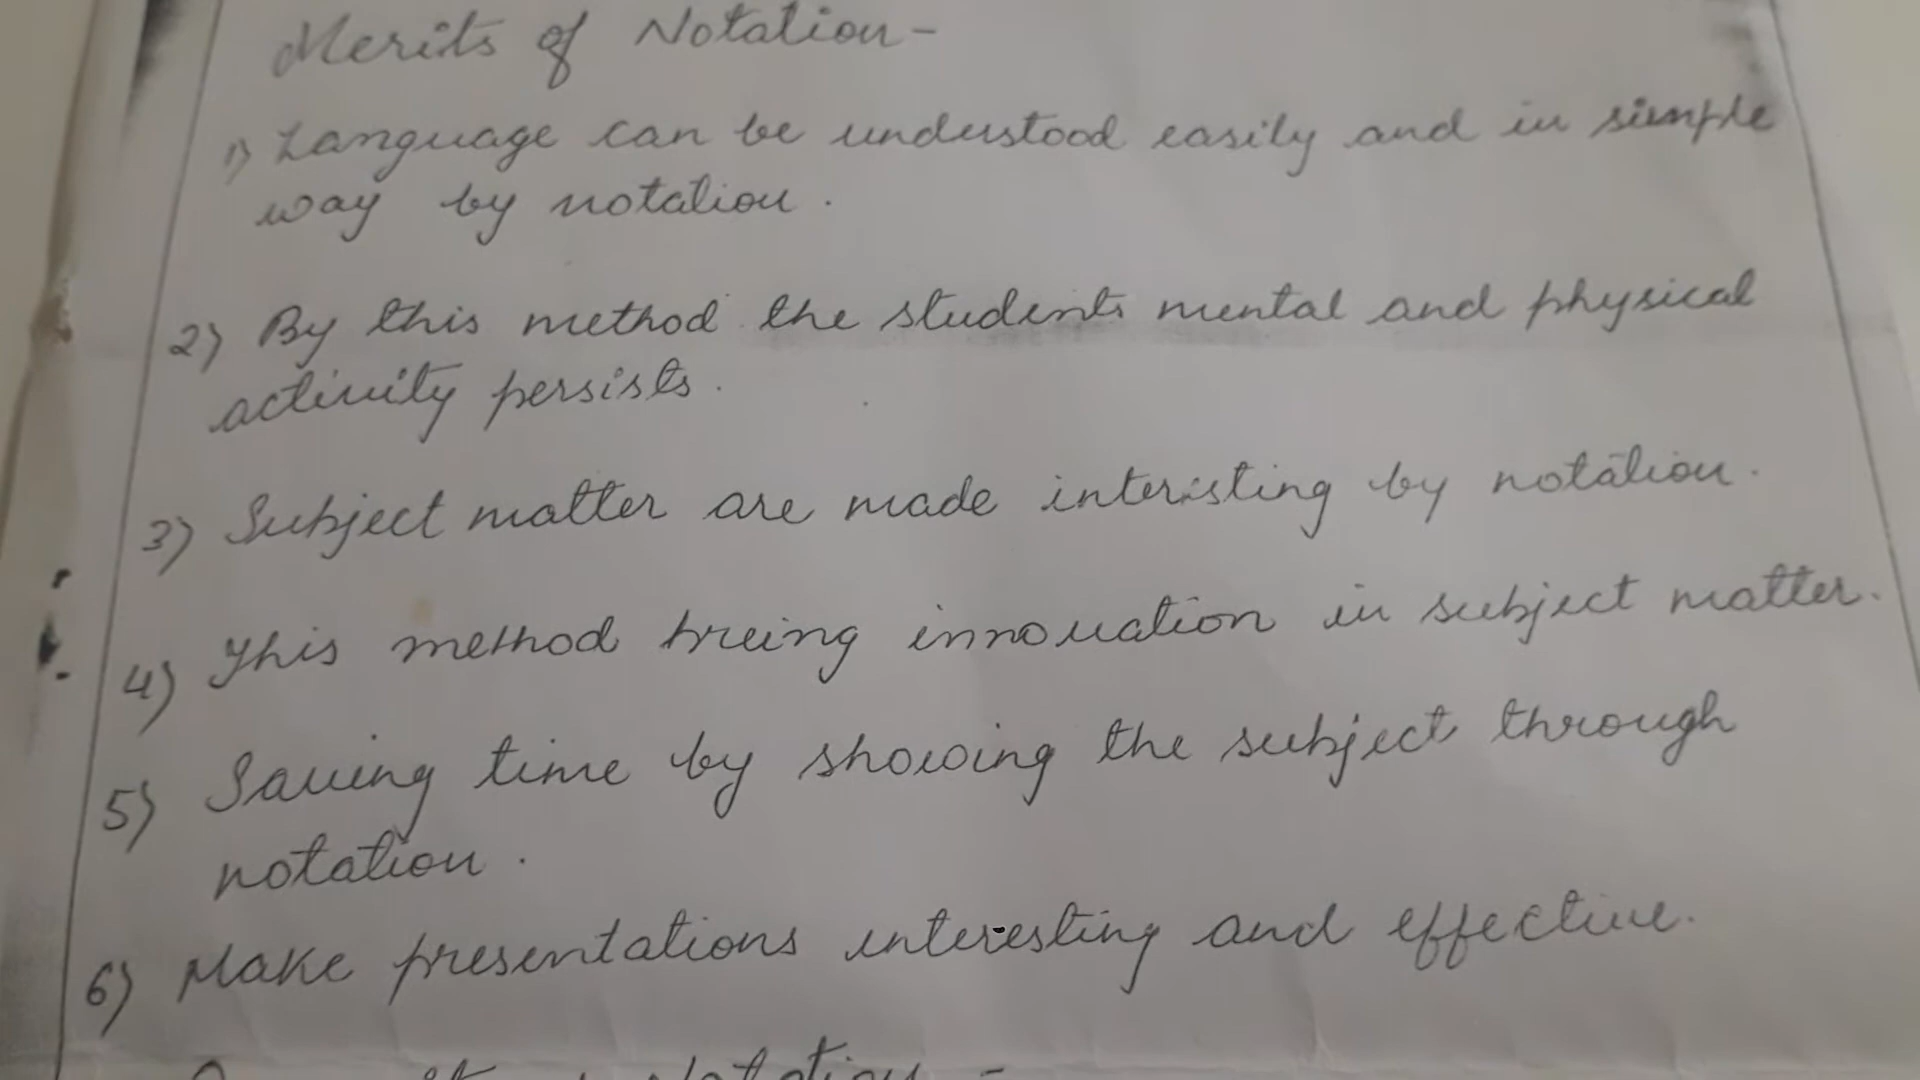 Merits of Notation -
1) Language can be understood easily and in simple
way by notation.
2) By this method the students mental and physical
activity persists.
3) Subject matter are made interesting by notation.
4) This method breing innovation in subject matter.
5) Saving time by showing the subject through
notation.
6) Make presentations interesting and effective.
Notation -